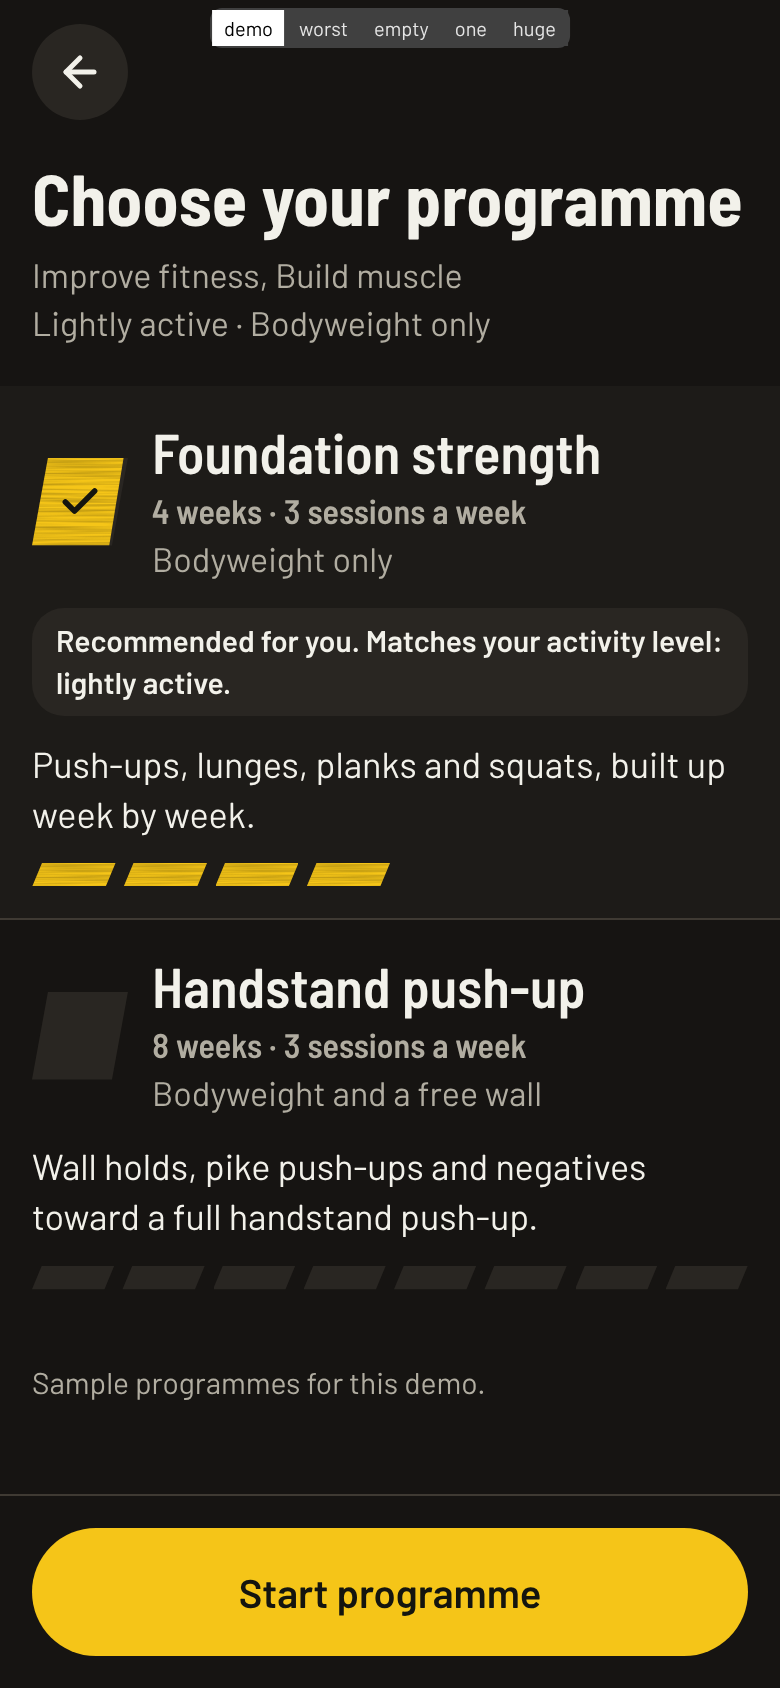 demo worst empty one huge
Choose your programme
Improve fitness, Build muscle
Lightly active · Bodyweight only
Foundation strength
4 weeks · 3 sessions a week
Bodyweight only
Recommended for you. Matches your activity level:
lightly active.
Push-ups, lunges, planks and squats, built up
week by week.
Handstand push-up
8 weeks · 3 sessions a week
Bodyweight and a free wall
Wall holds, pike push-ups and negatives
toward a full handstand push-up.
Sample programmes for this demo.
Start programme